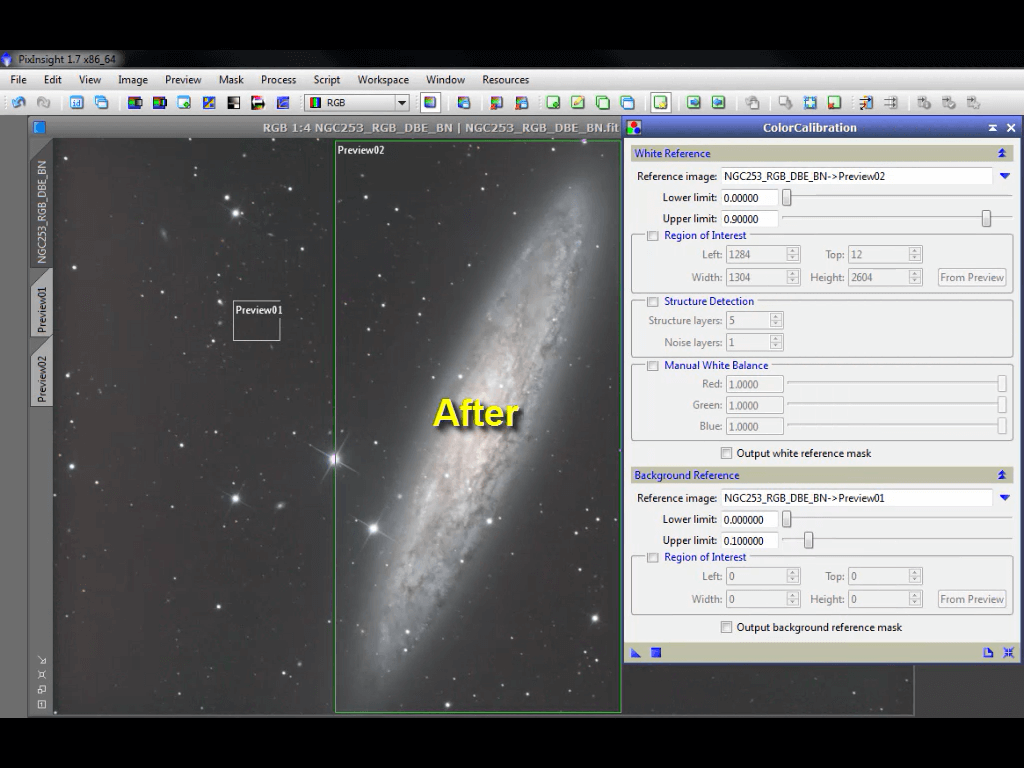 PixInsight 1.7 x86_64
File Edit View Image Preview Mask Process Script Workspace Window Resources
RGB
RGB 1:4 NGC253_RGB_DBE_BN | NGC253_RGB_DBE_BN.fit
NGC253_RGB_DBE_BN
Preview01
Preview02
Preview02
Preview01
After
ColorCalibration
White Reference
Reference image: NGC253_RGB_DBE_BN->Preview02
Lower limit: 0.00000
Upper limit: 0.90000
Region of Interest
Left: 1284 Top: 12
Width: 1304 Height: 2604 From Preview
Structure Detection
Structure layers: 5
Noise layers: 1
Manual White Balance
Red: 1.0000
Green: 1.0000
Blue: 1.0000
Output white reference mask
Background Reference
Reference image: NGC253_RGB_DBE_BN->Preview01
Lower limit: 0.000000
Upper limit: 0.100000
Region of Interest
Left: 0 Top: 0
Width: 0 Height: 0 From Preview
Output background reference mask